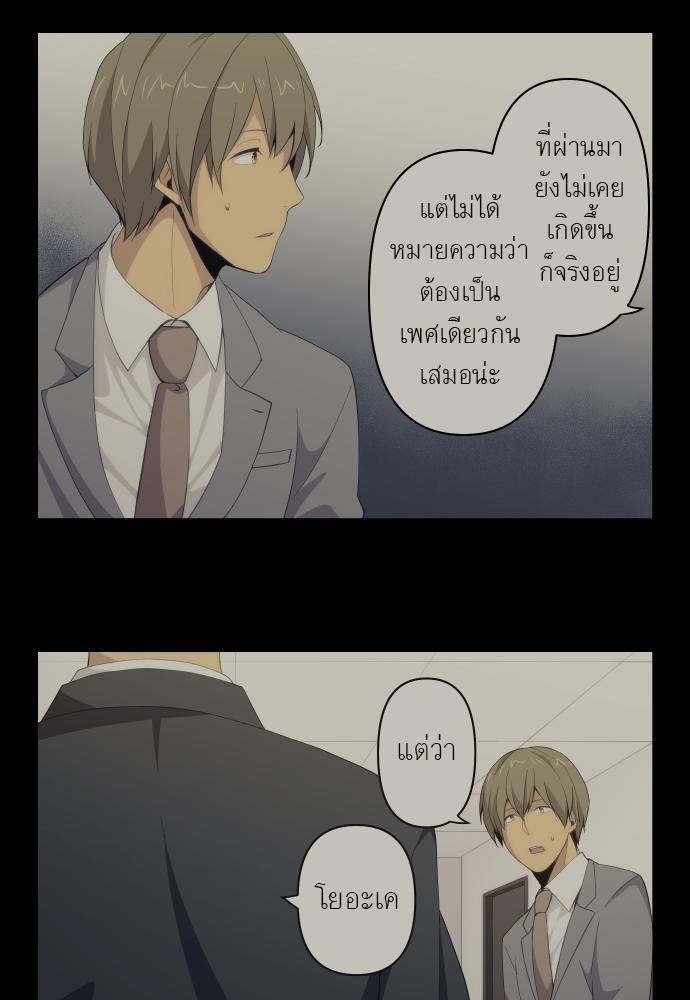 ที่ผ่านมา
ยังไม่เคย
เกิดขึ้น
ก็จริงอยู่
แต่ไม่ได้
หมายความว่า
ต้องเป็น
เพศเดียวกัน
เสมอน่ะ
แต่ว่า
โยอะเค